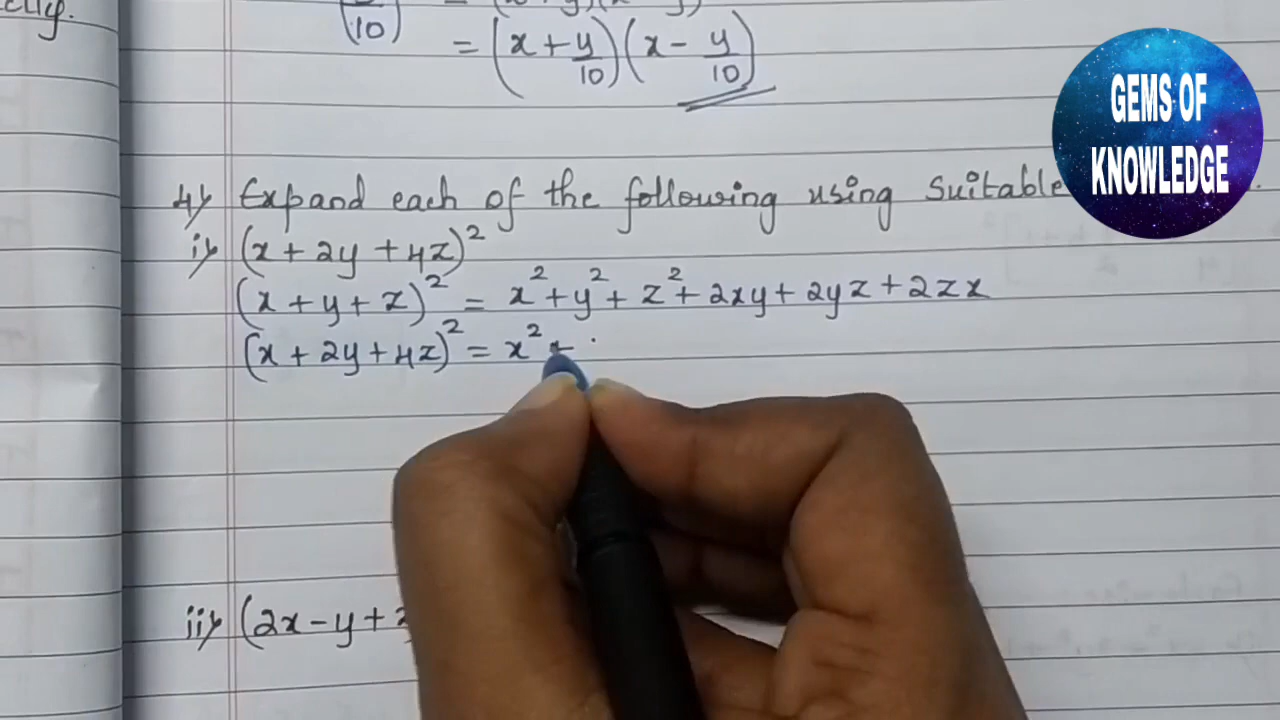 10
= (x + y/10)(x - y/10)
GEMS OF
KNOWLEDGE
4) Expand each of the following using suitable
i) (x + 2y + 4z)²
(x + y + z)² = x² + y² + z² + 2xy + 2yz + 2zx
(x + 2y + 4z)² = x² +
ii) (2x - y +